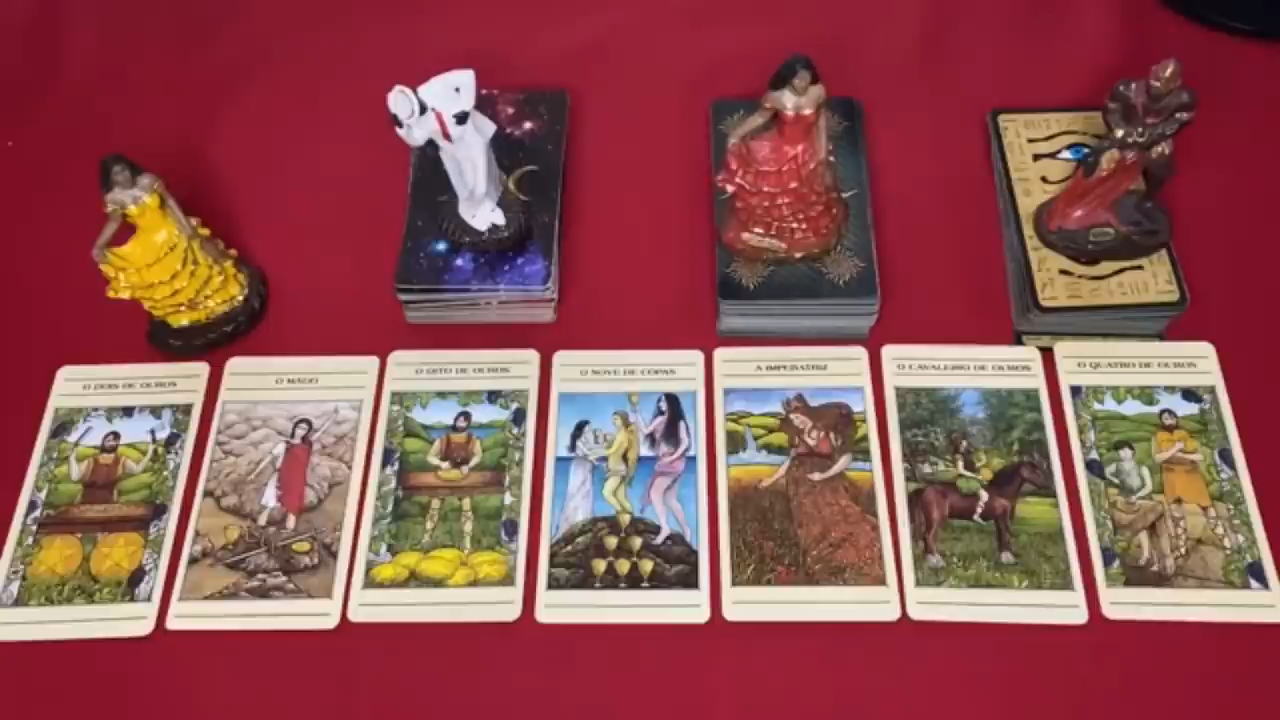 O DOIS DE OUROS
O MAGO
O OITO DE OUROS
O NOVE DE COPAS
A IMPERATRIZ
O CAVALEIRO DE OUROS
O QUATRO DE OUROS